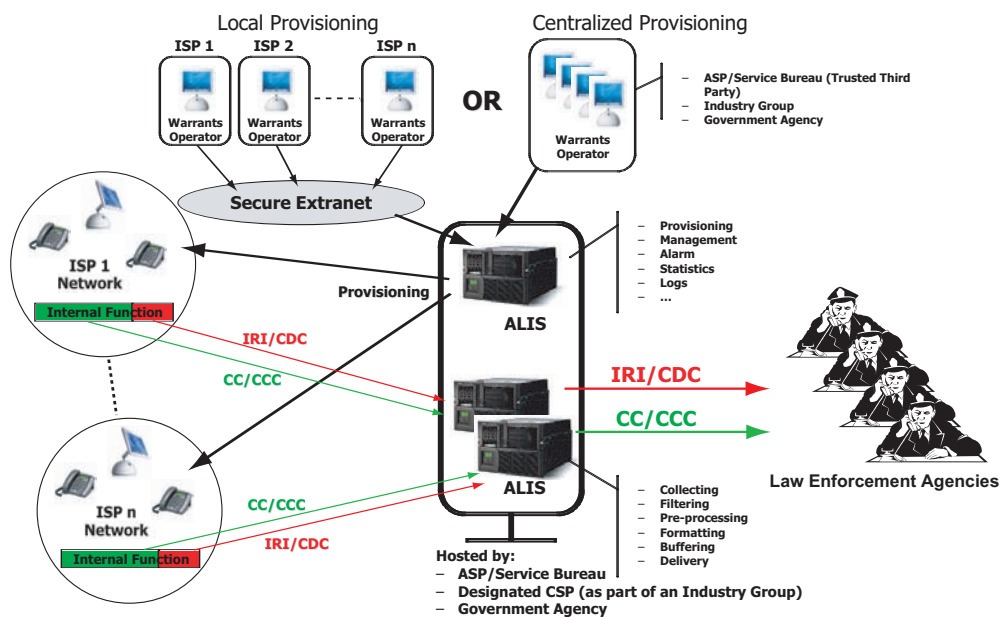 Local Provisioning
Centralized Provisioning
ISP 1
ISP 2
ISP n
Warrants
Operator
Warrants
Operator
Warrants
Operator
OR
Warrants
Operator
– ASP/Service Bureau (Trusted Third
Party)
– Industry Group
– Government Agency
Secure Extranet
ISP 1
Network
Internal Function
Provisioning
ALIS
– Provisioning
– Management
– Alarm
– Statistics
– Logs
– ...
IRI/CDC
CC/CCC
IRI/CDC
CC/CCC
Law Enforcement Agencies
ISP n
Network
Internal Function
CC/CCC
IRI/CDC
ALIS
– Collecting
– Filtering
– Pre-processing
– Formatting
– Buffering
– Delivery
Hosted by:
– ASP/Service Bureau
– Designated CSP (as part of an Industry Group)
– Government Agency